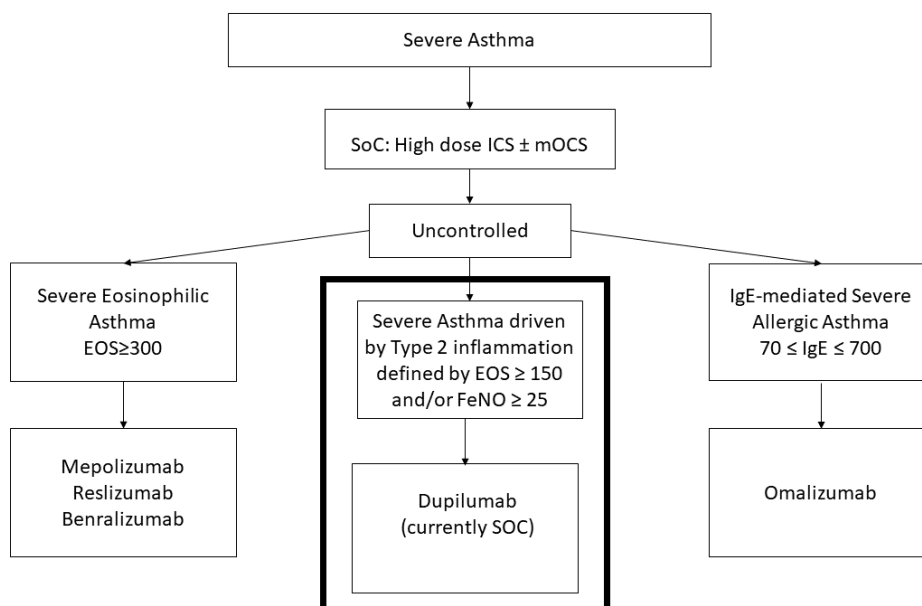 Severe Asthma
SoC: High dose ICS ± mOCS
Uncontrolled
Severe Eosinophilic
Asthma
EOS≥300
Severe Asthma driven
by Type 2 inflammation
defined by EOS ≥ 150
and/or FeNO ≥ 25
IgE-mediated Severe
Allergic Asthma
70 ≤ IgE ≤ 700
Mepolizumab
Reslizumab
Benralizumab
Dupilumab
(currently SOC)
Omalizumab